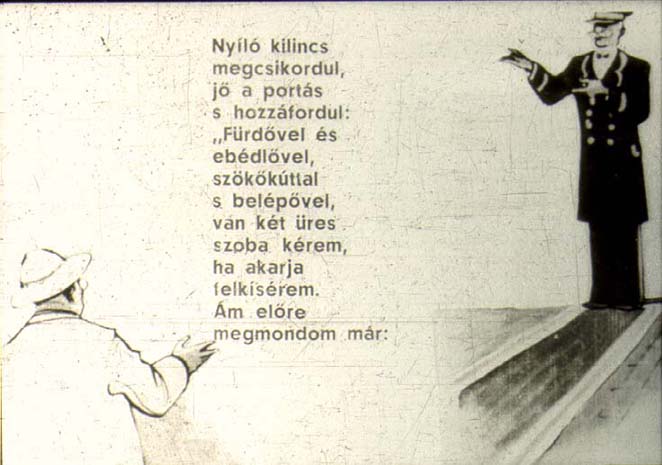 Nyíló kilincs
megcsikordul,
jő a portás
s hozzáfordul:
„Fürdővel és
ebédlővel,
szökőkúttal
s belépővel,
van két üres
szoba kérem,
ha akarja
felkísérem.
Ám előre
megmondom már: